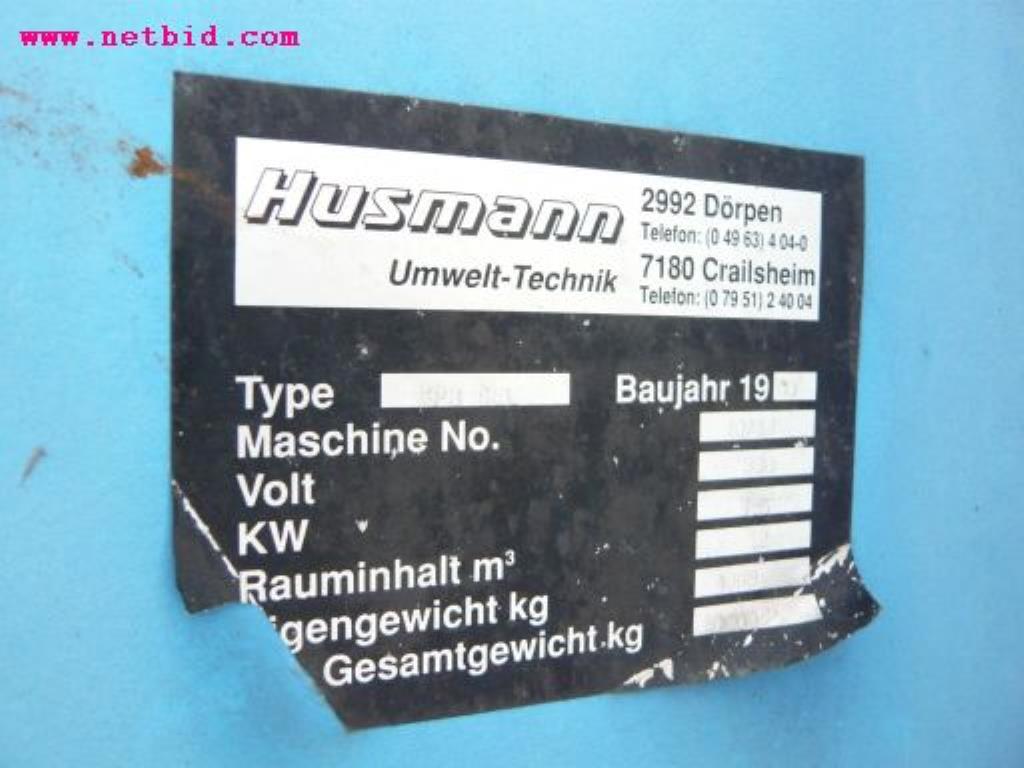 www.netbid.com
Husmann
Umwelt-Technik
2992 Dörpen
Telefon: (0 49 63) 4 04-0
7180 Crailsheim
Telefon: (0 79 51) 2 40 04
Type
Baujahr 19
Maschine No.
Volt
KW
Rauminhalt m³
igengewicht kg
Gesamtgewicht kg